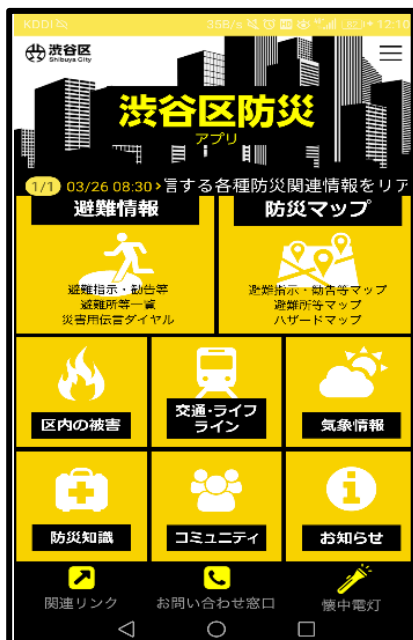 KDDI 35B/s 82 12:10
渋谷区
Shibuya City
渋谷区防災
アプリ
1/1 03/26 08:30 > 言する各種防災関連情報をリア
避難情報
避難指示・勧告等
避難所等一覧
災害用伝言ダイヤル
防災マップ
避難指示・勧告等マップ
避難所等マップ
ハザードマップ
区内の被害
交通・ライフ
ライン
気象情報
防災知識
コミュニティ
お知らせ
関連リンク
お問い合わせ窓口
懐中電灯